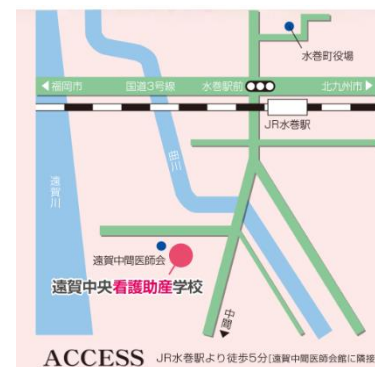 水巻町役場
◀福岡市 国道3号線 水巻駅前 北九州市▶
JR水巻駅
曲川
遠賀川
遠賀中間医師会
遠賀中央看護助産学校
中間
ACCESS JR水巻駅より徒歩5分[遠賀中間医師会館に隣接